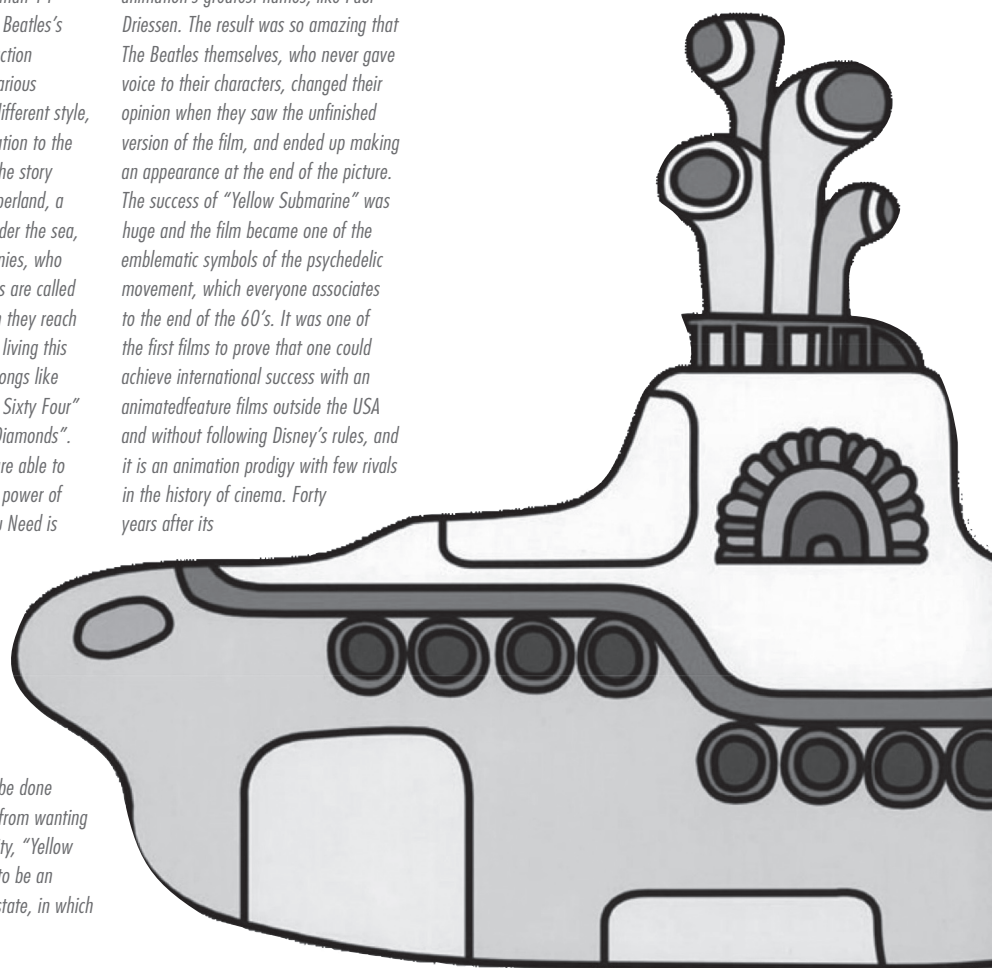 Beatles's
ction
arious
ifferent style,
ation to the
he story
berland, a
der the sea,
nies, who
s are called
they reach
living this
ongs like
Sixty Four”
Diamonds”.
re able to
power of
Need is
be done
from wanting
ity, “Yellow
to be an
state, in which
Driessen. The result was so amazing that
The Beatles themselves, who never gave
voice to their characters, changed their
opinion when they saw the unfinished
version of the film, and ended up making
an appearance at the end of the picture.
The success of “Yellow Submarine” was
huge and the film became one of the
emblematic symbols of the psychedelic
movement, which everyone associates
to the end of the 60’s. It was one of
the first films to prove that one could
achieve international success with an
animatedfeature films outside the USA
and without following Disney’s rules, and
it is an animation prodigy with few rivals
in the history of cinema. Forty
years after its